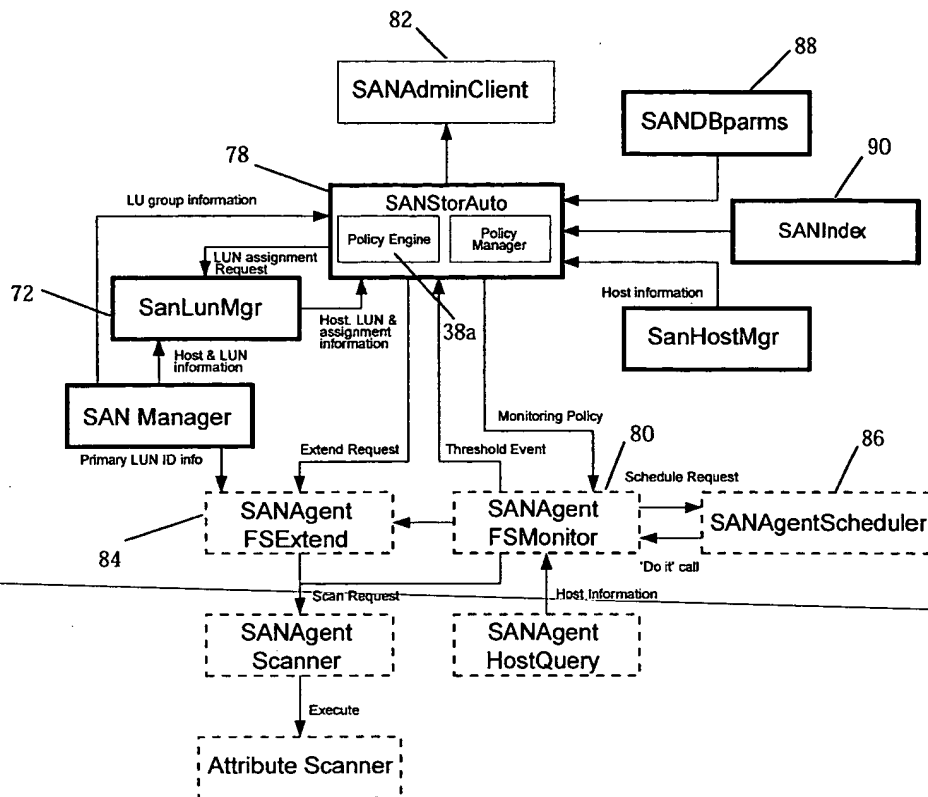 82
SANAdminClient
88
SANDBparms
78
90
LU group information
SANStorAuto
Policy Engine
Policy
Manager
SANIndex
LUN assignment
Request
72
SanLunMgr
Host, LUN &
assignment
information
38a
Host information
SanHostMgr
Host & LUN
information
SAN Manager
Primary LUN ID info
Monitoring Policy
Extend Request
Threshold Event
80
Schedule Request
86
SANAgent
FSExtend
84
SANAgent
FSMonitor
SANAgentScheduler
'Do it' call
Scan Request
Host Information
SANAgent
Scanner
SANAgent
HostQuery
Execute
Attribute Scanner